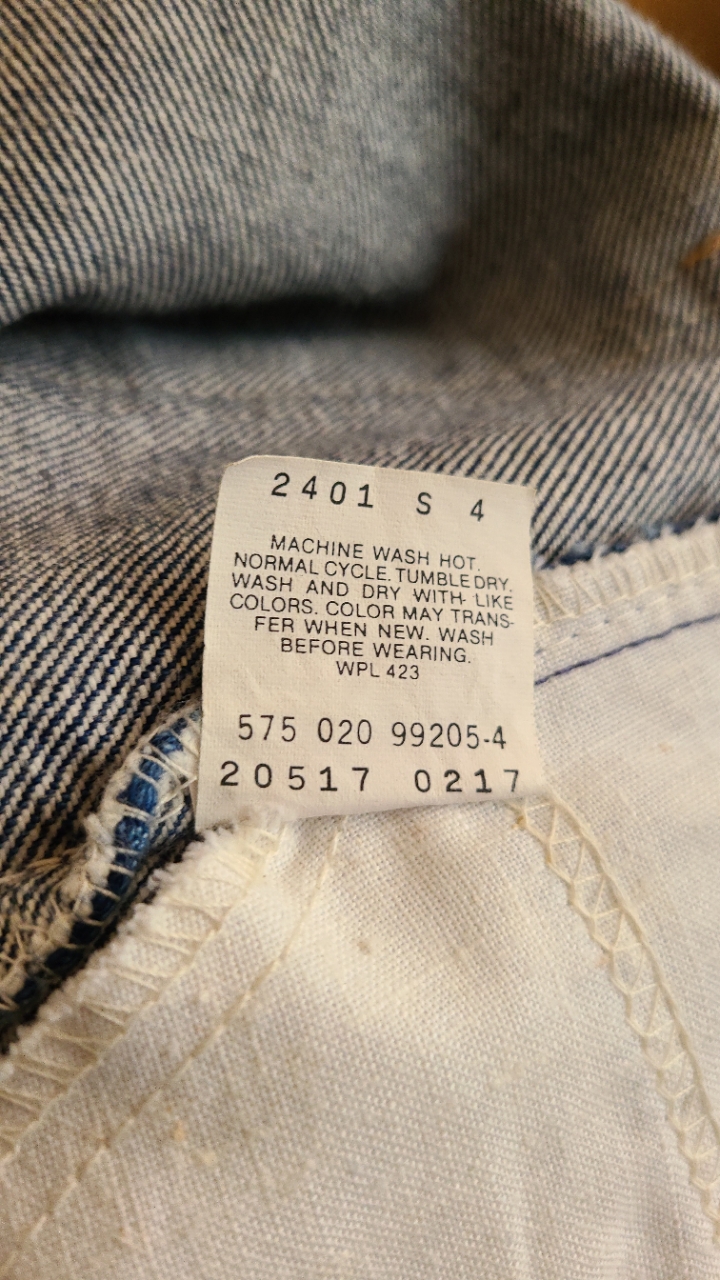 2401 S 4
MACHINE WASH HOT.
NORMAL CYCLE. TUMBLE DRY.
WASH AND DRY WITH LIKE
COLORS. COLOR MAY TRANS-
FER WHEN NEW. WASH
BEFORE WEARING.
WPL 423
575 020 99205-4
20517 0217